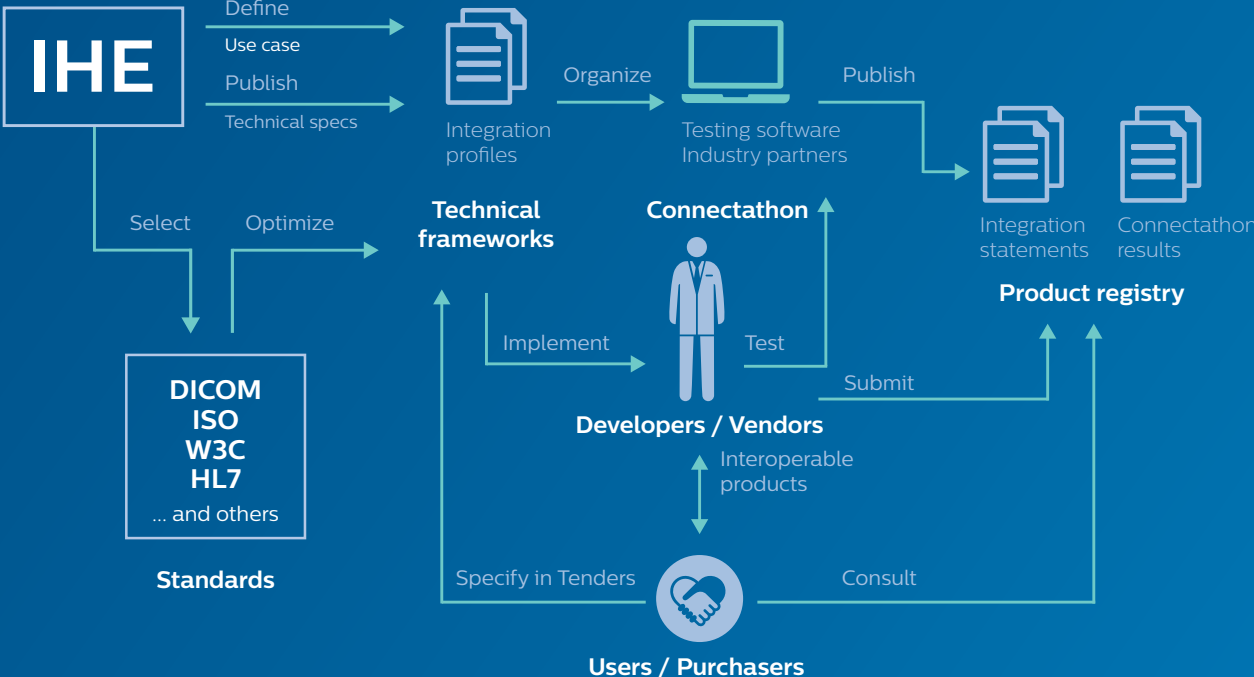 IHE
Define
Use case
Publish
Technical specs
Integration
profiles
Technical
frameworks
Organize
Testing software
Industry partners
Connectathon
Publish
Integration
statements
Connectathon
results
Product registry
Select
Optimize
DICOM
ISO
W3C
HL7
... and others
Standards
Implement
Test
Submit
Developers / Vendors
Interoperable
products
Specify in Tenders
Consult
Users / Purchasers